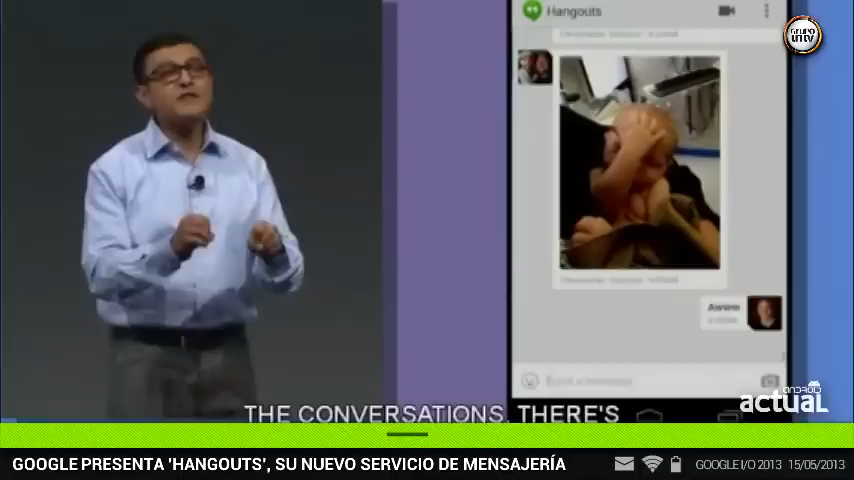 Hangouts
GRUPO
UNTV
THE CONVERSATIONS. THERE'S
ANDROID
actual
GOOGLE PRESENTA 'HANGOUTS', SU NUEVO SERVICIO DE MENSAJERÍA
GOOGLE I/O 2013 15/05/2013